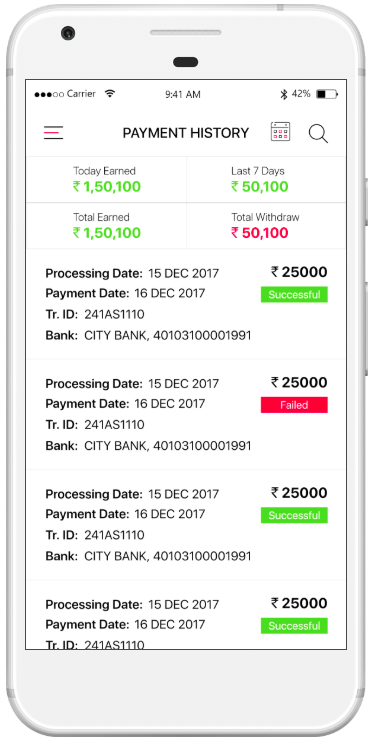 Carrier 9:41 AM 42%
PAYMENT HISTORY
Today Earned Last 7 Days
₹ 1,50,100 ₹ 50,100
Total Earned Total Withdraw
₹ 1,50,100 ₹ 50,100
Processing Date: 15 DEC 2017 ₹ 25000
Payment Date: 16 DEC 2017 Successful
Tr. ID: 241AS1110
Bank: CITY BANK, 40103100001991
Processing Date: 15 DEC 2017 ₹ 25000
Payment Date: 16 DEC 2017 Failed
Tr. ID: 241AS1110
Bank: CITY BANK, 40103100001991
Processing Date: 15 DEC 2017 ₹ 25000
Payment Date: 16 DEC 2017 Successful
Tr. ID: 241AS1110
Bank: CITY BANK, 40103100001991
Processing Date: 15 DEC 2017 ₹ 25000
Payment Date: 16 DEC 2017 Successful
Tr. ID: 241AS1110